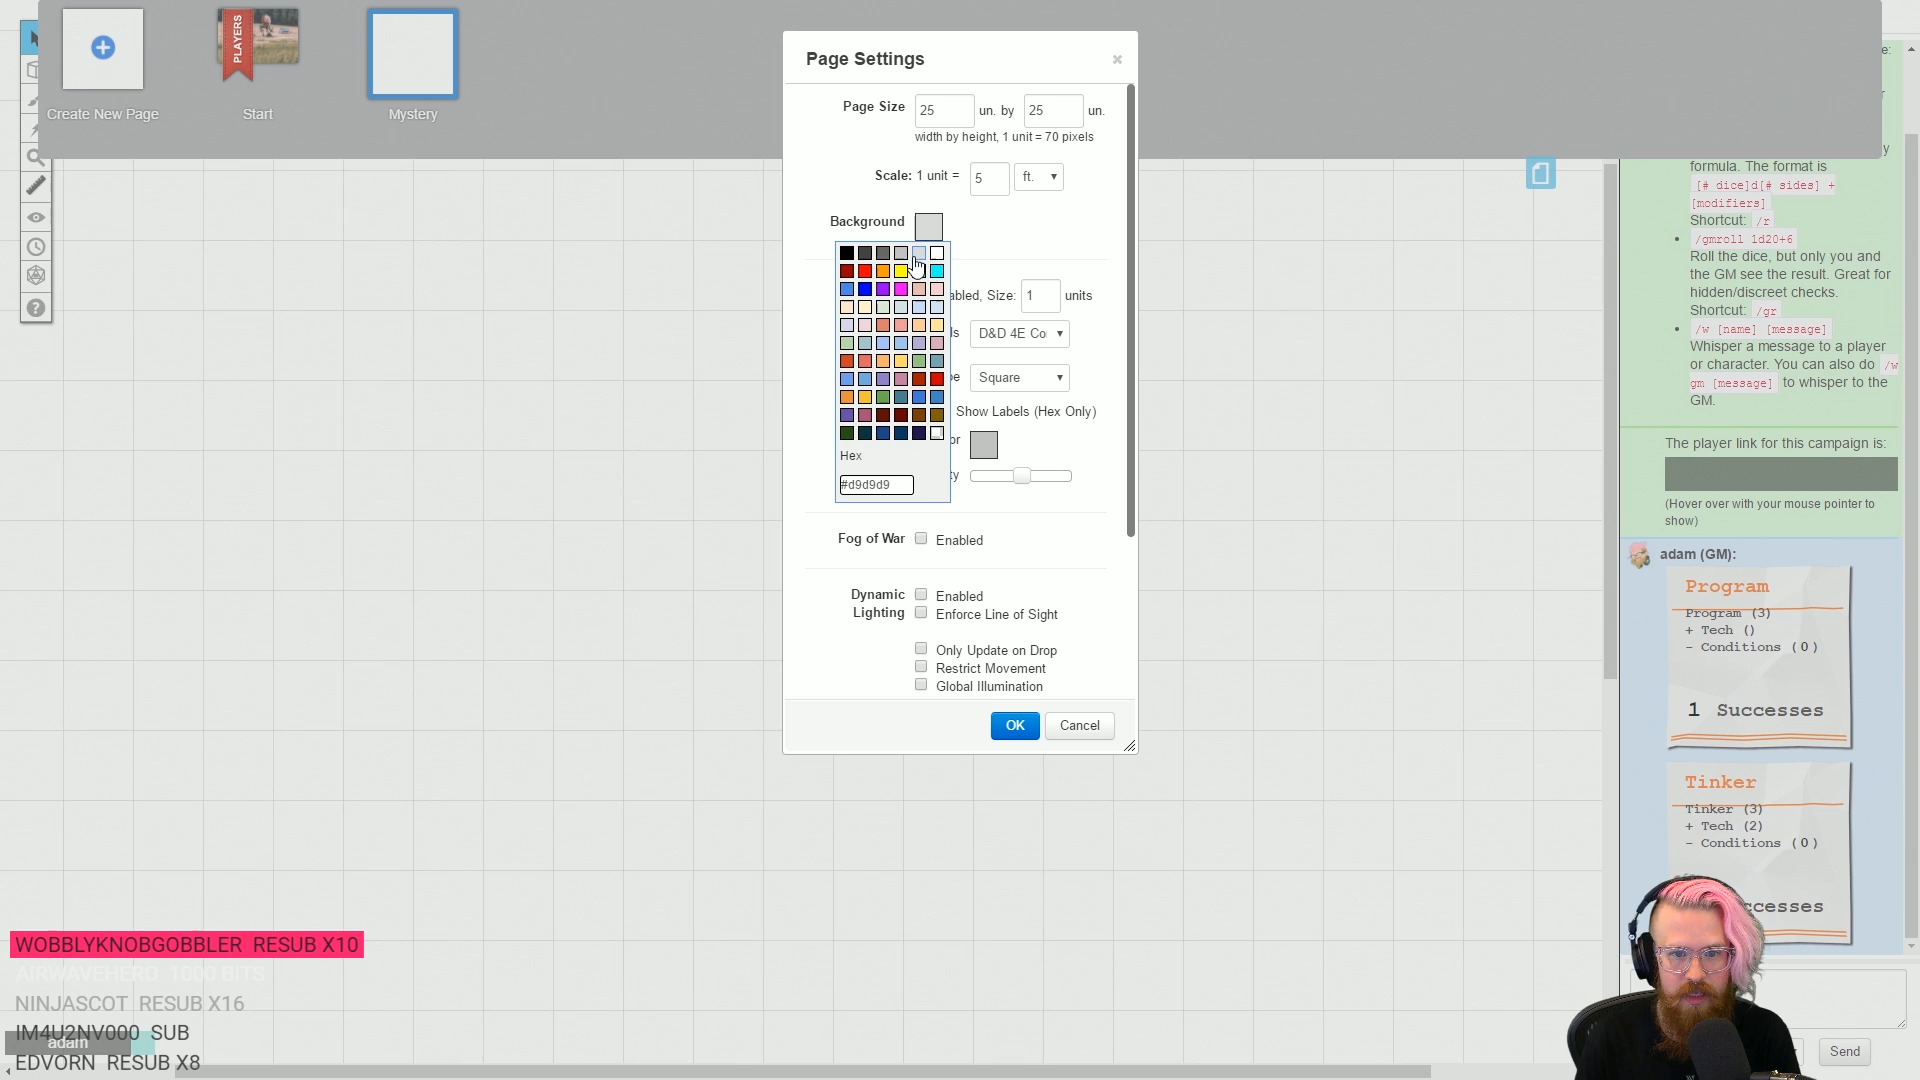 Create New Page
PLAYERS
Start
Mystery
Page Settings
×
Page Size
25
un. by
25
un.
width by height, 1 unit = 70 pixels
Scale: 1 unit =
5
ft.
Background
abled, Size:
1
units
ls
D&D 4E Co
pe
Square
Show Labels (Hex Only)
or
ty
Hex
#d9d9d9
Fog of War
Enabled
Dynamic
Lighting
Enabled
Enforce Line of Sight
Only Update on Drop
Restrict Movement
Global Illumination
OK
Cancel
e:
r
y
formula. The format is
[# dice]d[# sides] +
[modifiers]
Shortcut: /r
• /gmroll 1d20+6
Roll the dice, but only you and
the GM see the result. Great for
hidden/discreet checks.
Shortcut: /gr
• /w [name] [message]
Whisper a message to a player
or character. You can also do /w
gm [message] to whisper to the
GM.
The player link for this campaign is:
(Hover over with your mouse pointer to
show)
adam (GM):
Program
Program (3)
+ Tech ()
- Conditions (0)
1 Successes
Tinker
Tinker (3)
+ Tech (2)
- Conditions (0)
ccesses
Send
WOBBLYKNOBGOBBLER RESUB X10
AIRWAVEHERO 1000 BITS
NINJASCOT RESUB X16
IM4U2NV000 SUB
adam
EDVORN RESUB X8